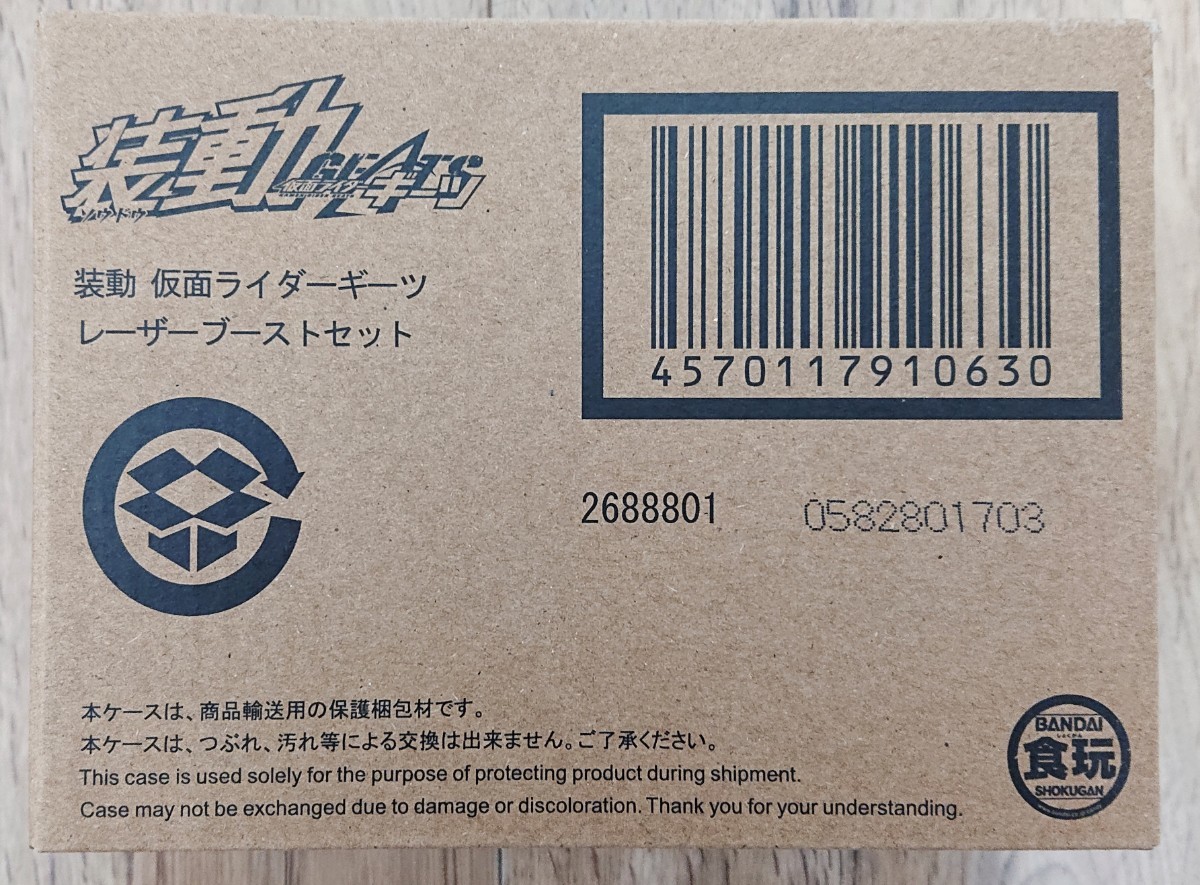 装動
ソウドウ
GEATS
仮面ライダー
ギーツ
装動 仮面ライダーギーツ
レーザーブーストセット
4570117910630
2688801
0582801703
本ケースは、商品輸送用の保護梱包材です。
本ケースは、つぶれ、汚れ等による交換は出来ません。ご了承ください。
This case is used solely for the purpose of protecting product during shipment.
Case may not be exchanged due to damage or discoloration. Thank you for your understanding.
BANDAI
しょくがん
食玩
SHOKUGAN